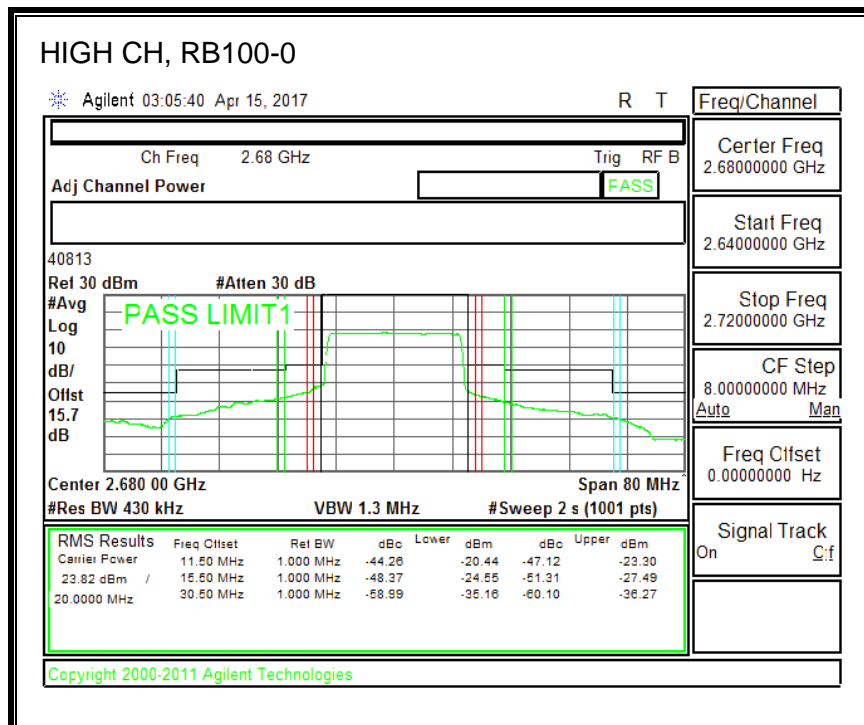 HIGH CH, RB100-0
Agilent 03:05:40 Apr 15, 2017 R T
Freq/Channel
Ch Freq 2.68 GHz Trig RF B
Adj Channel Power PASS
Center Freq
2.68000000 GHz
Start Freq
2.64000000 GHz
Stop Freq
2.72000000 GHz
CF Step
8.00000000 MHz
Auto Man
Freq Offset
0.00000000 Hz
Signal Track
On Off
40813
Ref 30 dBm #Atten 30 dB
#Avg
Log
10
dB/
Offst
15.7
dB
PASS LIMIT1
Center 2.680 00 GHz Span 80 MHz
#Res BW 430 kHz VBW 1.3 MHz #Sweep 2 s (1001 pts)
RMS Results Freq Offset Ref BW dBc Lower dBm dBc Upper dBm
Carrier Power 11.50 MHz 1.000 MHz -44.26 -20.44 -47.12 -23.30
23.82 dBm / 15.50 MHz 1.000 MHz -48.37 -24.55 -51.31 -27.49
20.0000 MHz 30.50 MHz 1.000 MHz -58.99 -35.16 -60.10 -36.27
Copyright 2000-2011 Agilent Technologies